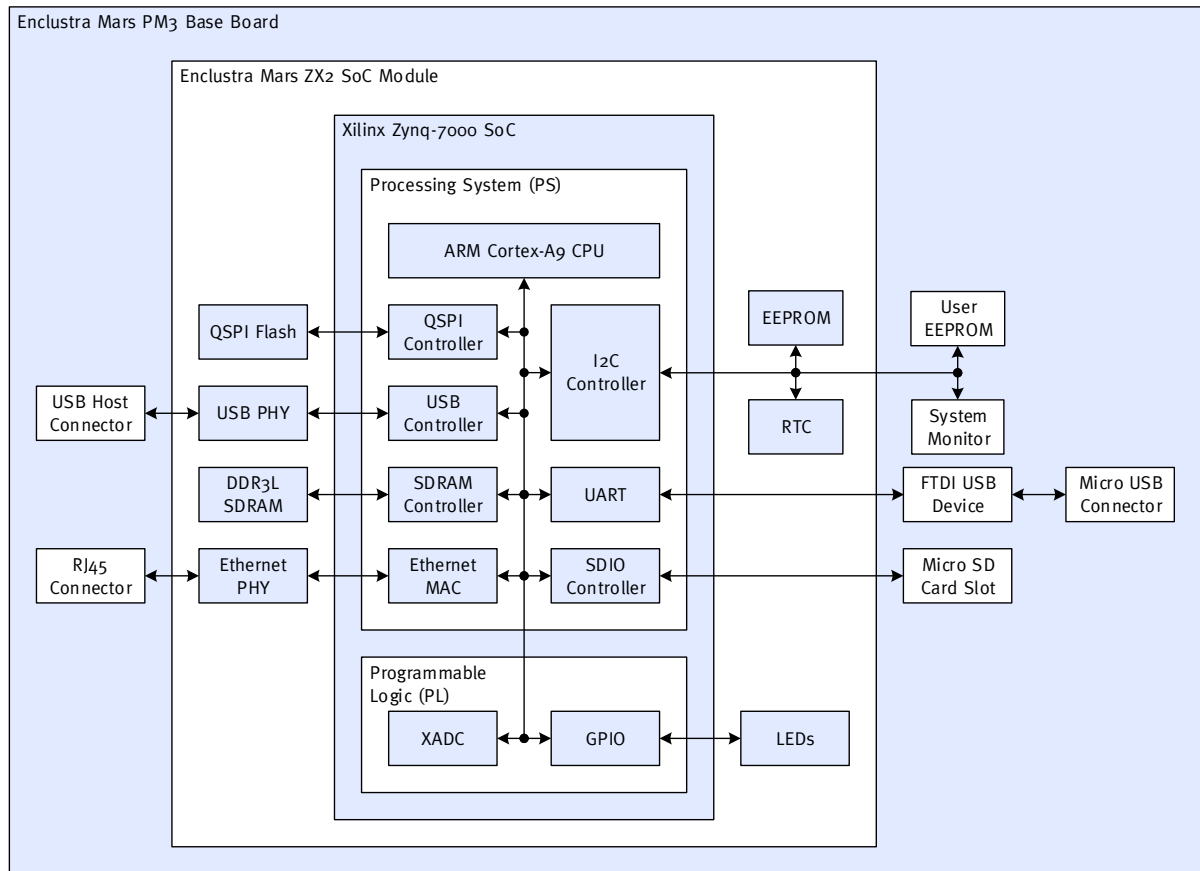 Enclustra Mars PM3 Base Board
Enclustra Mars ZX2 SoC Module
Xilinx Zynq-7000 SoC
Processing System (PS)
ARM Cortex-A9 CPU
QSPI Flash
QSPI
Controller
I2C
Controller
EEPROM
User
EEPROM
USB Host
Connector
USB PHY
USB
Controller
RTC
System
Monitor
DDR3L
SDRAM
SDRAM
Controller
UART
FTDI USB
Device
Micro USB
Connector
RJ45
Connector
Ethernet
PHY
Ethernet
MAC
SDIO
Controller
Micro SD
Card Slot
Programmable
Logic (PL)
XADC
GPIO
LEDs